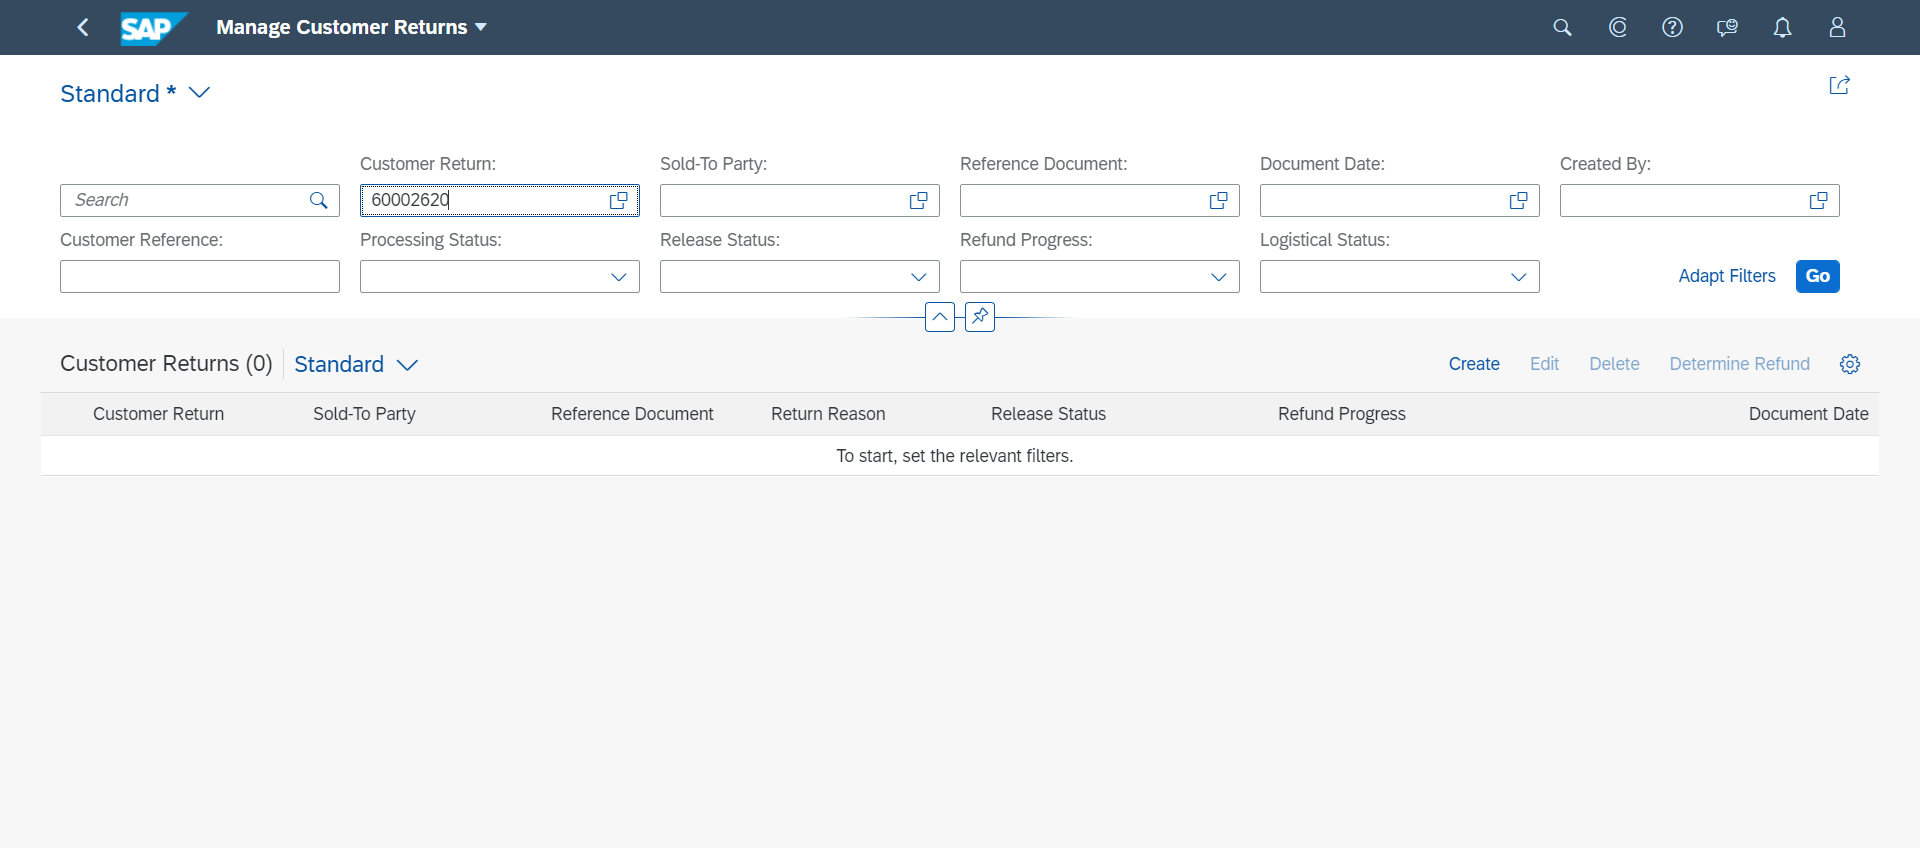 SAP Manage Customer Returns
Standard *
Customer Return: Sold-To Party: Reference Document: Document Date: Created By:
Search 60002620
Customer Reference: Processing Status: Release Status: Refund Progress: Logistical Status:
Adapt Filters Go
Customer Returns (0) Standard Create Edit Delete Determine Refund
Customer Return Sold-To Party Reference Document Return Reason Release Status Refund Progress Document Date
To start, set the relevant filters.